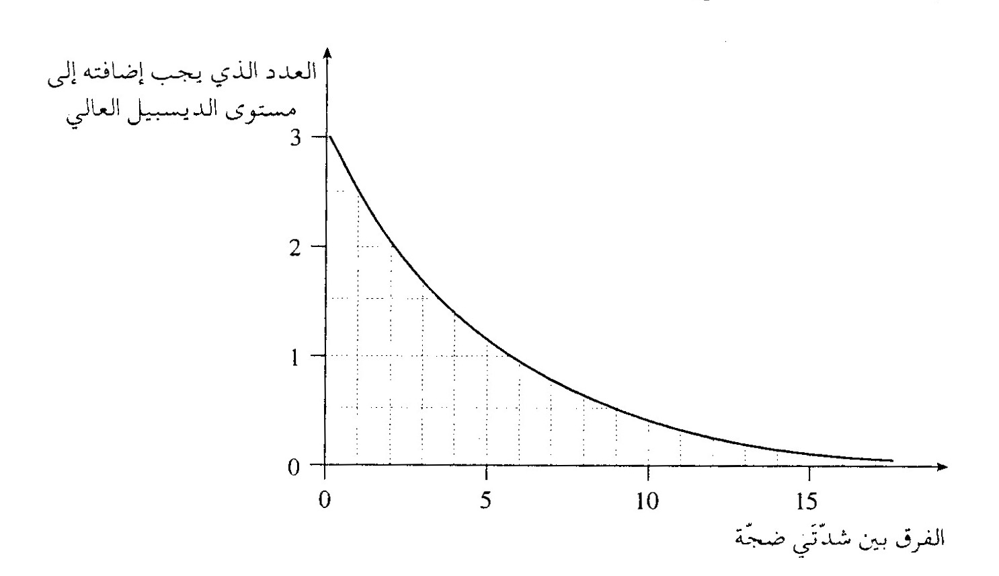 العدد الذي يجب إضافته إلى
مستوى الديسبيل العالي
3
2
1
0
0 5 10 15
الفرق بين شدّتَي ضجّة